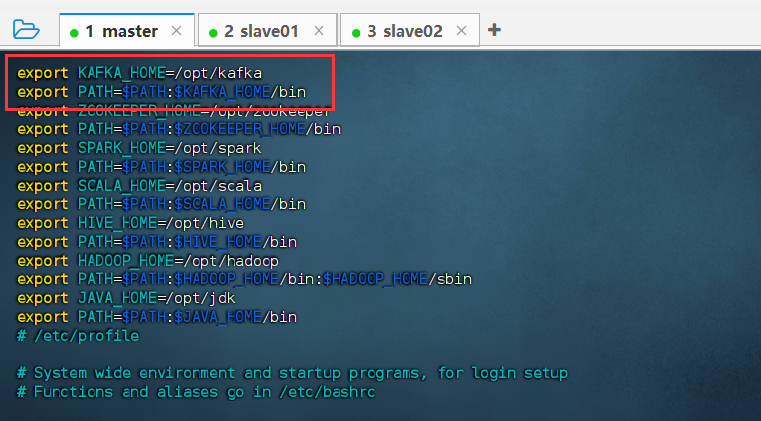 1 master × 2 slave01 × 3 slave02 × +
export KAFKA_HOME=/opt/kafka
export PATH=$PATH:$KAFKA_HOME/bin
export ZOOKEEPER_HOME=/opt/zookeeper
export PATH=$PATH:$ZOOKEEPER_HOME/bin
export SPARK_HOME=/opt/spark
export PATH=$PATH:$SPARK_HOME/bin
export SCALA_HOME=/opt/scala
export PATH=$PATH:$SCALA_HOME/bin
export HIVE_HOME=/opt/hive
export PATH=$PATH:$HIVE_HOME/bin
export HADOOP_HOME=/opt/hadoop
export PATH=$PATH:$HADOOP_HOME/bin:$HADOOP_HOME/sbin
export JAVA_HOME=/opt/jdk
export PATH=$PATH:$JAVA_HOME/bin
# /etc/profile
# System wide environment and startup programs, for login setup
# Functions and aliases go in /etc/bashrc